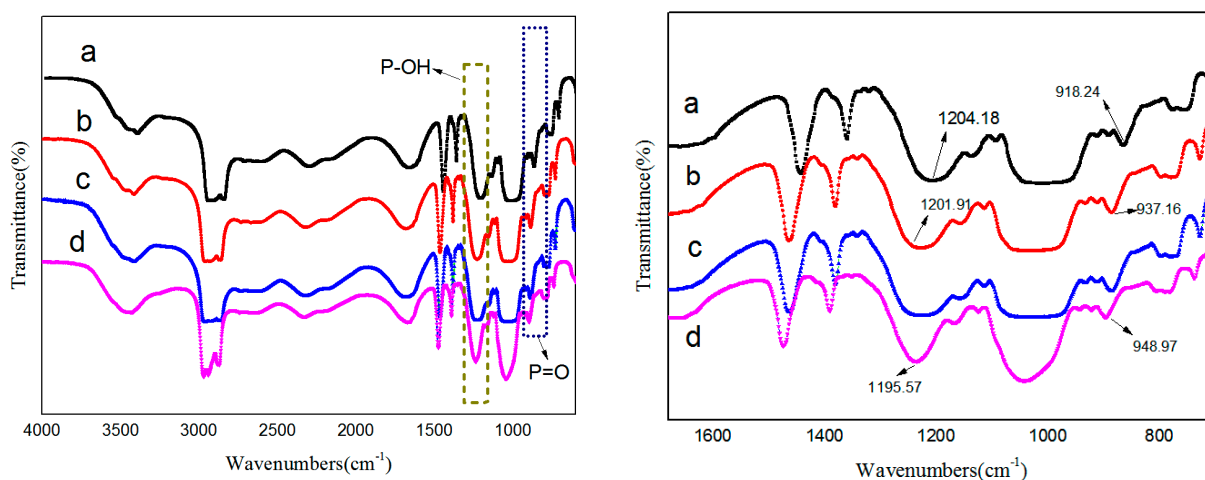 a
b
c
d
P-OH
P=O
Transmittance(%)
4000 3500 3000 2500 2000 1500 1000
Wavenumbers(cm-1)
a
b
c
d
1204.18
918.24
1201.91
937.16
1195.57
948.97
Transmittance(%)
1600 1400 1200 1000 800
Wavenumbers(cm-1)